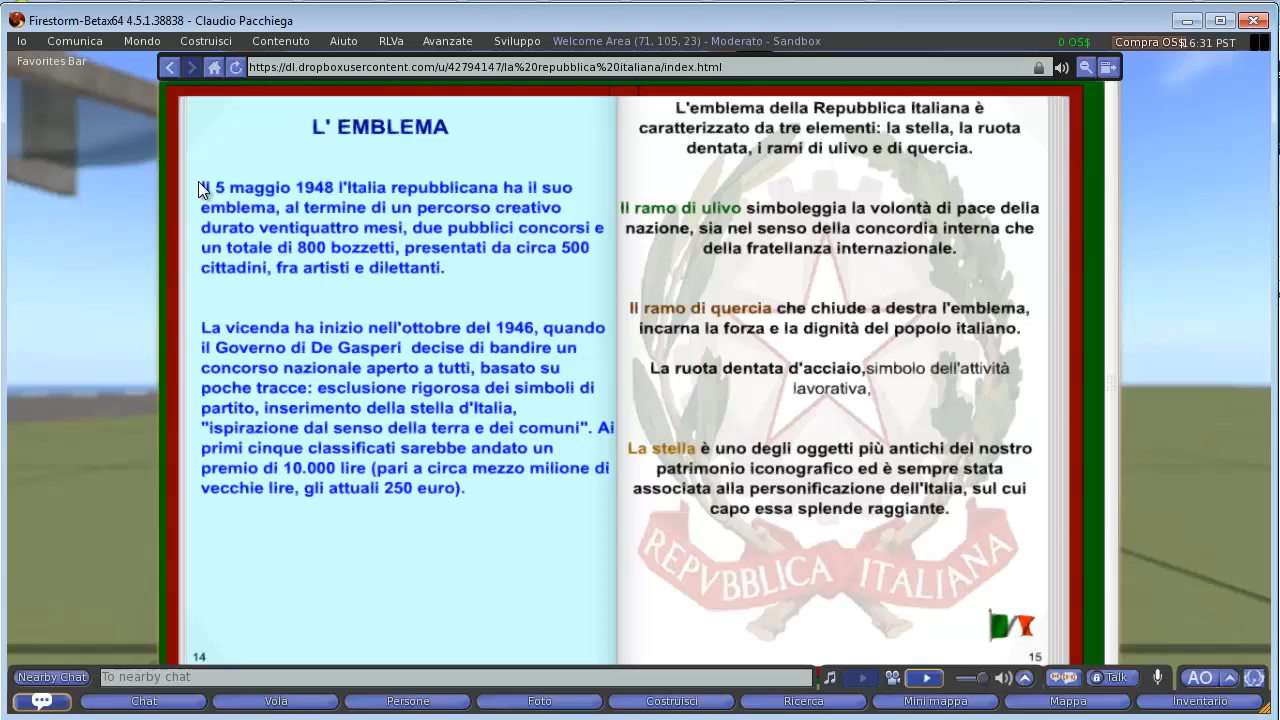 Firestorm-Betax64 4.5.1.38838 - Claudio Pacchiega
Io Comunica Mondo Costruisci Contenuto Aiuto RLVa Avanzate Sviluppo Welcome Area (71, 105, 23) - Moderato - Sandbox 0 OS$ Compra OS$ 16:31 PST
Favorites Bar
https://dl.dropboxusercontent.com/u/42794147/la%20repubblica%20italiana/index.html
L' EMBLEMA
Il 5 maggio 1948 l'Italia repubblicana ha il suo
emblema, al termine di un percorso creativo
durato ventiquattro mesi, due pubblici concorsi e
un totale di 800 bozzetti, presentati da circa 500
cittadini, fra artisti e dilettanti.
La vicenda ha inizio nell'ottobre del 1946, quando
il Governo di De Gasperi decise di bandire un
concorso nazionale aperto a tutti, basato su
poche tracce: esclusione rigorosa dei simboli di
partito, inserimento della stella d'Italia,
"ispirazione dal senso della terra e dei comuni". Ai
primi cinque classificati sarebbe andato un
premio di 10.000 lire (pari a circa mezzo milione di
vecchie lire, gli attuali 250 euro).
14
L'emblema della Repubblica Italiana è
caratterizzato da tre elementi: la stella, la ruota
dentata, i rami di ulivo e di quercia.
Il ramo di ulivo simboleggia la volontà di pace della
nazione, sia nel senso della concordia interna che
della fratellanza internazionale.
Il ramo di quercia che chiude a destra l'emblema,
incarna la forza e la dignità del popolo italiano.
La ruota dentata d'acciaio,simbolo dell'attività
lavorativa,
La stella è uno degli oggetti più antichi del nostro
patrimonio iconografico ed è sempre stata
associata alla personificazione dell'Italia, sul cui
capo essa splende raggiante.
REPVBBLICA ITALIANA
15
Nearby Chat To nearby chat Talk AO
Chat Vola Persone Foto Costruisci Ricerca Mini mappa Mappa Inventario